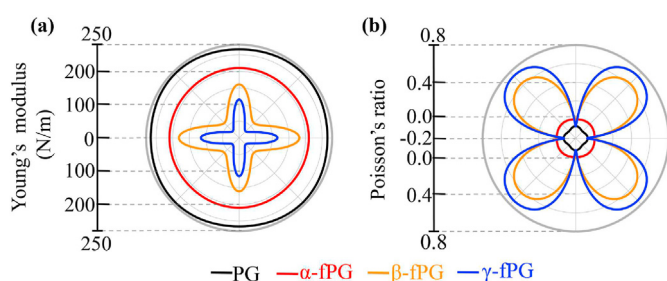 (a)
250
200
100
0
100
200
250
Young's modulus
(N/m)
(b)
0.8
0.4
0.0
-0.2
0.0
0.4
0.8
Poisson's ratio
PG α-fPG β-fPG γ-fPG